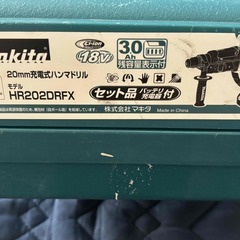 akita
Li-ion 18V
30 Ah 残容量表示付
20mm充電式ハンマドリル
モデル HR202DRFX
セット品 バッテリ 充電器 付
株式会社マキタ
Made in China